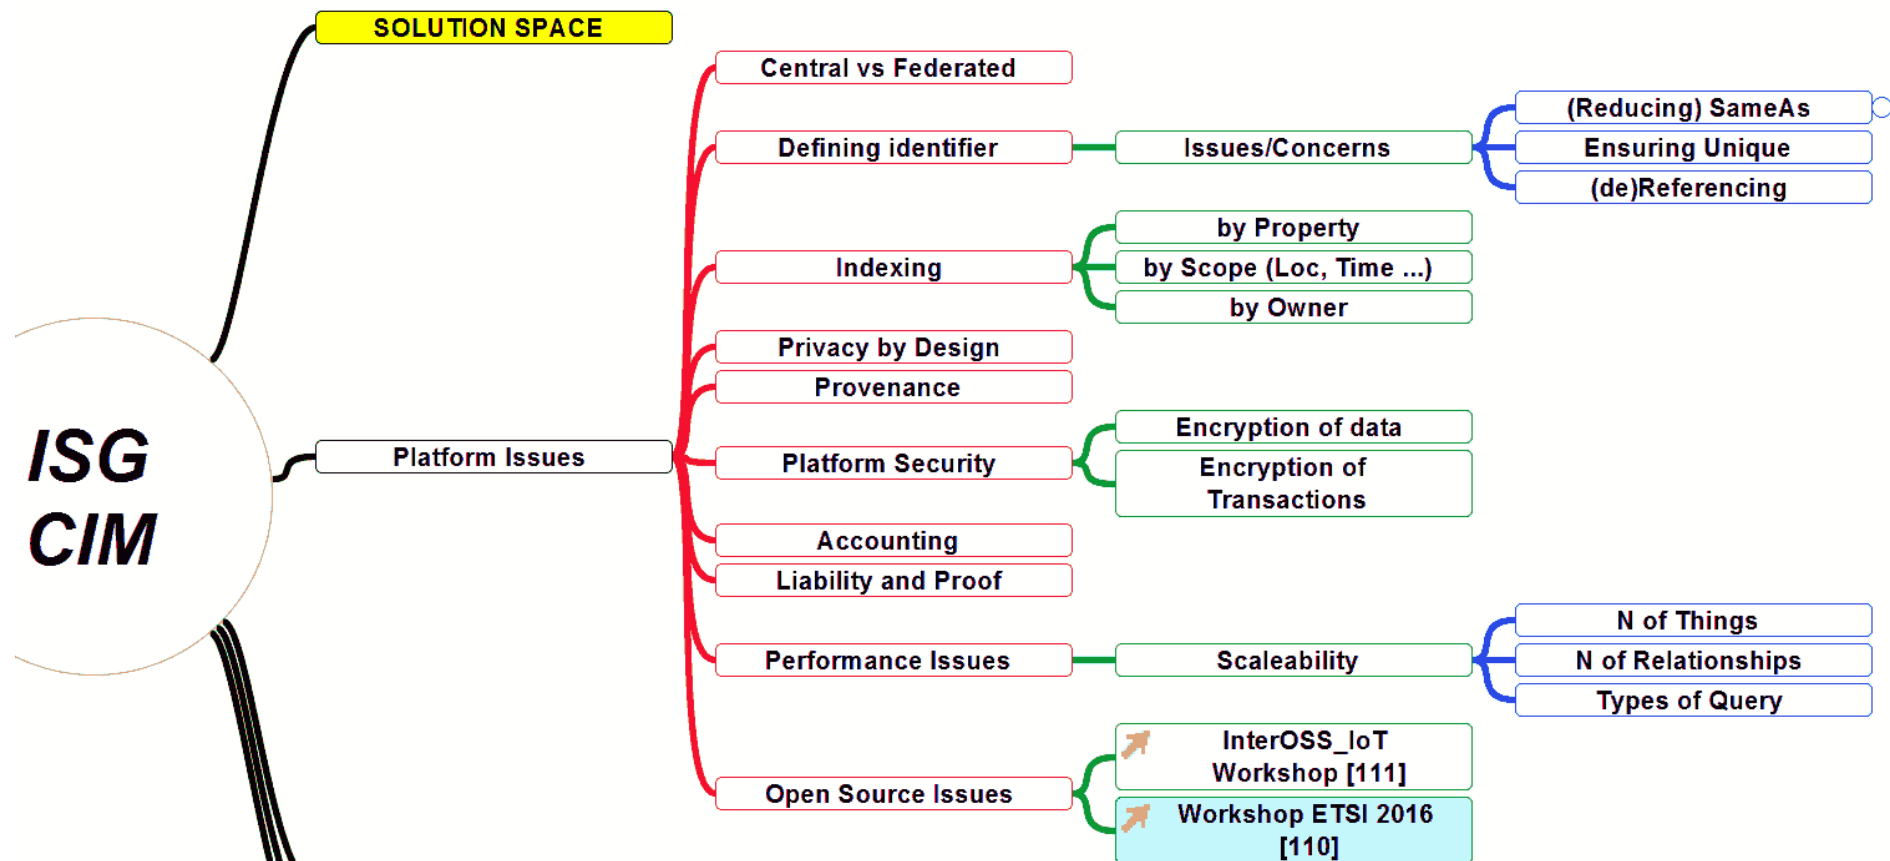 SOLUTION SPACE
Central vs Federated
(Reducing) SameAs
Defining identifier
Issues/Concerns
Ensuring Unique
(de)Referencing
by Property
Indexing
by Scope (Loc, Time ...)
by Owner
Privacy by Design
Provenance
ISG
CIM
Platform Issues
Platform Security
Encryption of data
Encryption of
Transactions
Accounting
Liability and Proof
Performance Issues
Scaleability
N of Things
N of Relationships
Types of Query
Open Source Issues
InterOSS_IoT
Workshop [111]
Workshop ETSI 2016
[110]